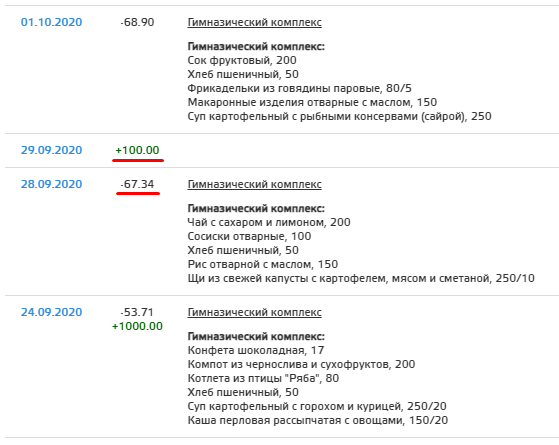 01.10.2020 -68.90 Гимназический комплекс
Гимназический комплекс:
Сок фруктовый, 200
Хлеб пшеничный, 50
Фрикадельки из говядины паровые, 80/5
Макаронные изделия отварные с маслом, 150
Суп картофельный с рыбными консервами (сайрой), 250
29.09.2020 +100.00
28.09.2020 -67.34 Гимназический комплекс
Гимназический комплекс:
Чай с сахаром и лимоном, 200
Сосиски отварные, 100
Хлеб пшеничный, 50
Рис отварной с маслом, 150
Щи из свежей капусты с картофелем, мясом и сметаной, 250/10
24.09.2020 -53.71 Гимназический комплекс
+1000.00
Гимназический комплекс:
Конфета шоколадная, 17
Компот из чернослива и сухофруктов, 200
Котлета из птицы "Ряба", 80
Хлеб пшеничный, 50
Суп картофельный с горохом и курицей, 250/20
Каша перловая рассыпчатая с овощами, 150/20